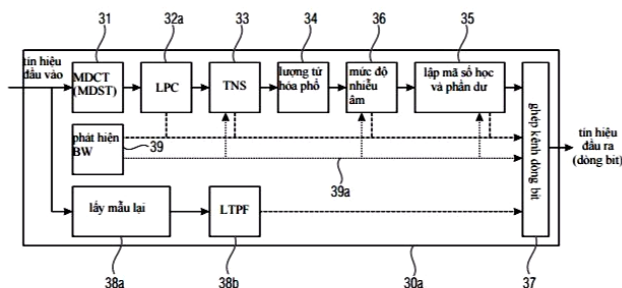 31
32a
33
34
36
35
tín hiệu
đầu vào
MDCT
(MDST)
LPC
TNS
lượng tử
hóa phổ
mức độ
nhiễu
âm
lập mã số học
và phần dư
ghép kênh dòng bit
phát hiện
BW
39
39a
tín hiệu
đầu ra
(dòng bit)
lấy mẫu lại
LTPF
38a
38b
30a
37